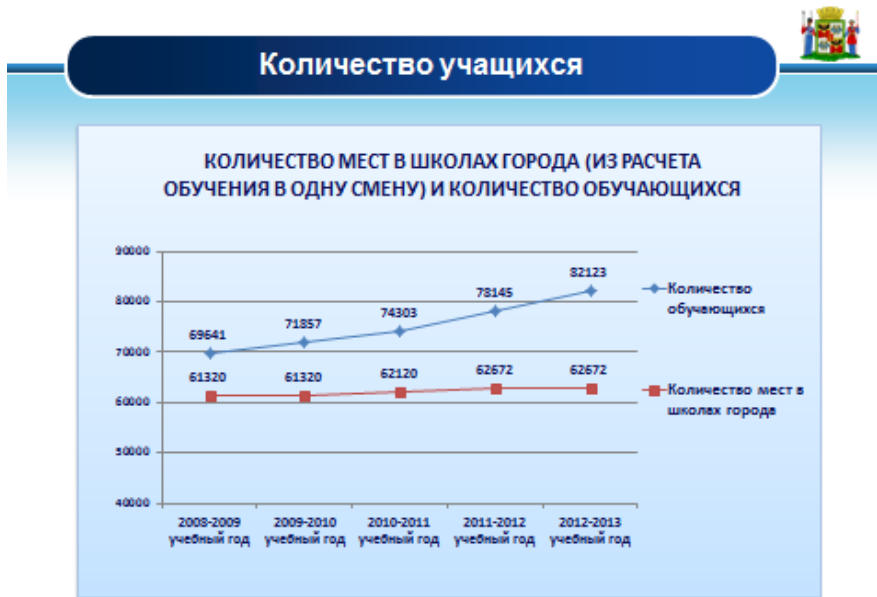 Количество учащихся
КОЛИЧЕСТВО МЕСТ В ШКОЛАХ ГОРОДА (ИЗ РАСЧЕТА
ОБУЧЕНИЯ В ОДНУ СМЕНУ) И КОЛИЧЕСТВО ОБУЧАЮЩИХСЯ
90000
80000
70000
60000
50000
40000
69641
71857
74303
78145
82123
61320
61320
62120
62672
62672
Количество
обучающихся
Количество мест в
школах города
2008-2009
учебный год
2009-2010
учебный год
2010-2011
учебный год
2011-2012
учебный год
2012-2013
учебный год